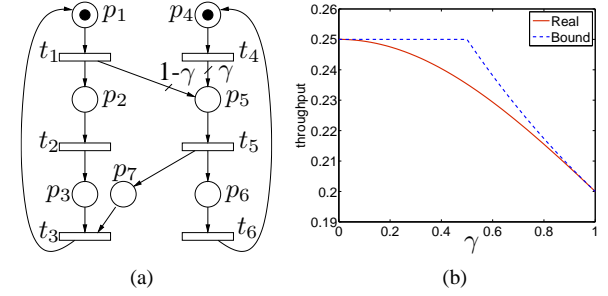 p1
p4
t1
t4
1-γ
γ
p2
p5
t2
t5
p7
p3
p6
t3
t6
(a)
0.26
0.25
0.24
0.23
0.22
0.21
0.2
0.19
throughput
Real
Bound
0 0.2 0.4 0.6 0.8 1
γ
(b)